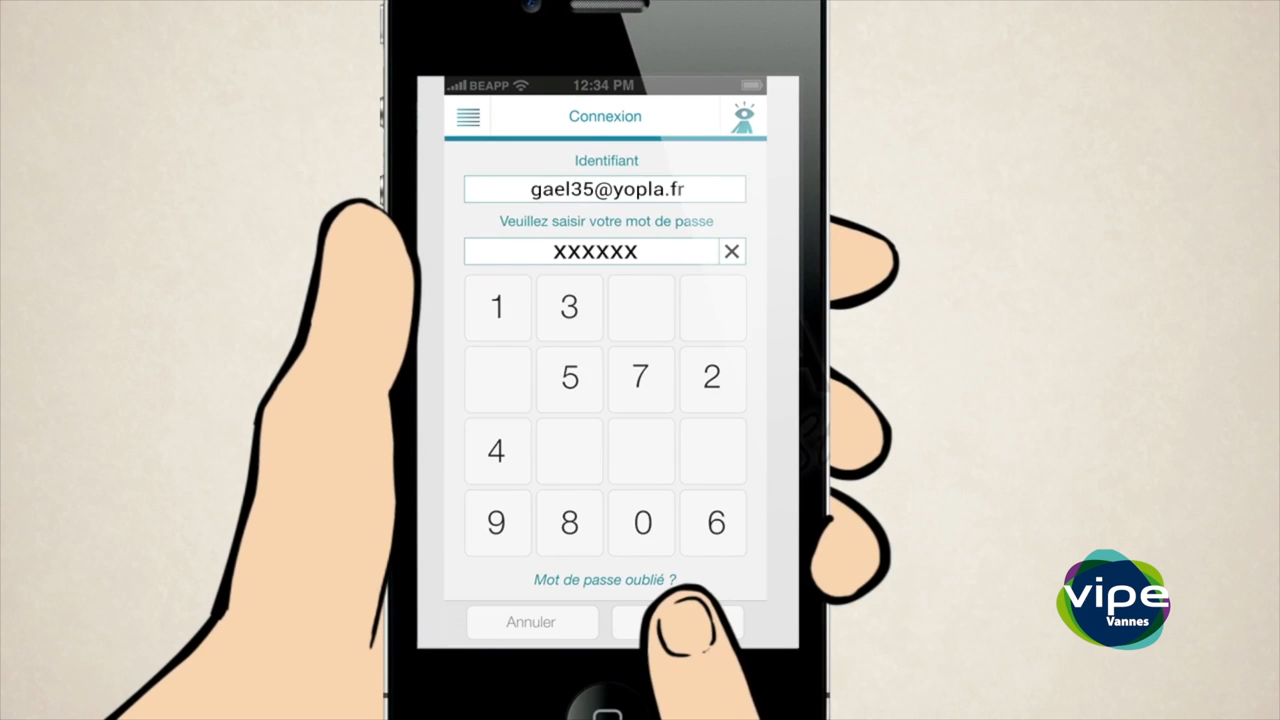 BEAPP 12:34 PM
Connexion
Identifiant
gael35@yopla.fr
Veuillez saisir votre mot de passe
xxxxxx ✕
1 3
5 7 2
4
9 8 0 6
Mot de passe oublié ?
Annuler
vipe
Vannes